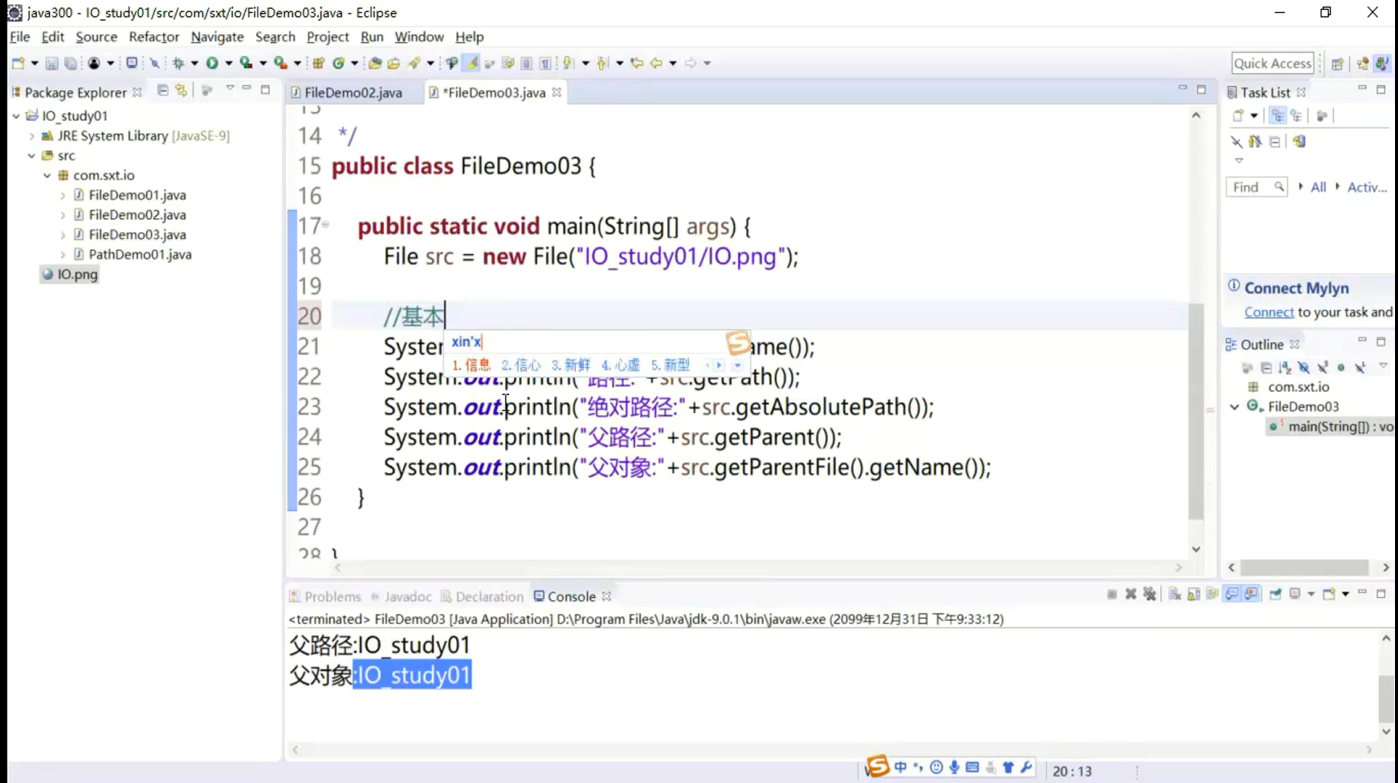 java300 - IO_study01/src/com/sxt/io/FileDemo03.java - Eclipse
File Edit Source Refactor Navigate Search Project Run Window Help
Quick Access
Package Explorer
IO_study01
JRE System Library [JavaSE-9]
src
com.sxt.io
FileDemo01.java
FileDemo02.java
FileDemo03.java
PathDemo01.java
IO.png
FileDemo02.java
*FileDemo03.java
14 */
15 public class FileDemo03 {
16
17 public static void main(String[] args) {
18 File src = new File("IO_study01/IO.png");
19
20 //基本
xin'x
1.信息 2.信心 3.新鲜 4.心虚 5.新型
21 System ame());
22 System.out.println("路径:"+src.getPath());
23 System.out.println("绝对路径:"+src.getAbsolutePath());
24 System.out.println("父路径:"+src.getParent());
25 System.out.println("父对象:"+src.getParentFile().getName());
26 }
27
28 }
Task List
Find All Activ...
Connect Mylyn
Connect to your task and
Outline
com.sxt.io
FileDemo03
main(String[]) : vo
Problems Javadoc Declaration Console
<terminated> FileDemo03 [Java Application] D:\Program Files\Java\jdk-9.0.1\bin\javaw.exe (2099年12月31日 下午9:33:12)
父路径:IO_study01
父对象:IO_study01
中
20 : 13